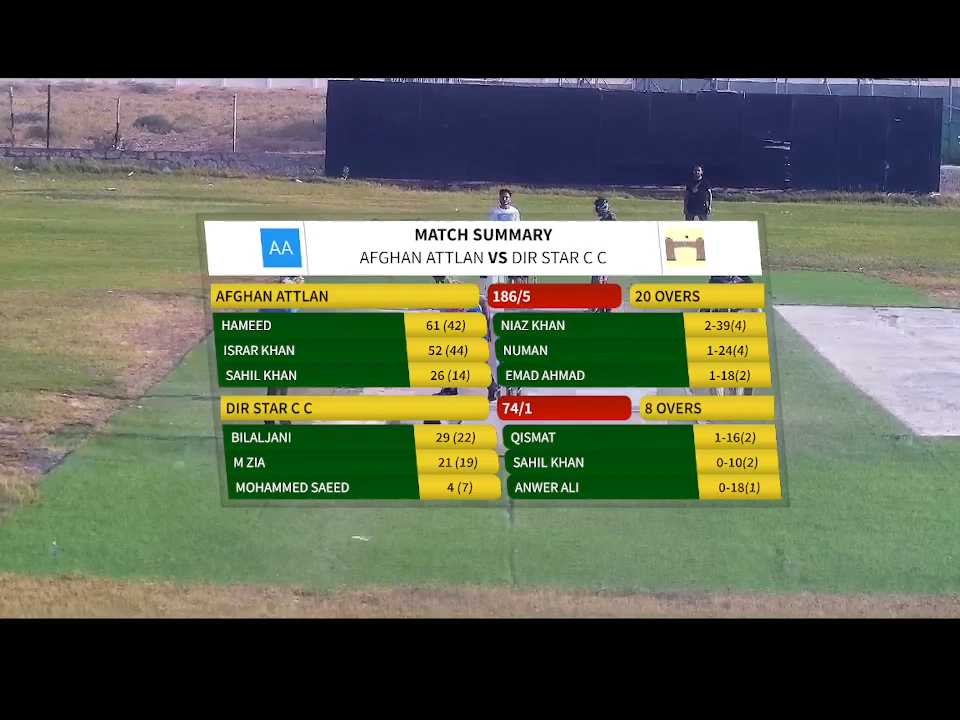 MATCH SUMMARY
AA
AFGHAN ATTLAN VS DIR STAR C C
AFGHAN ATTLAN 186/5 20 OVERS
HAMEED 61 (42) NIAZ KHAN 2-39(4)
ISRAR KHAN 52 (44) NUMAN 1-24(4)
SAHIL KHAN 26 (14) EMAD AHMAD 1-18(2)
DIR STAR C C 74/1 8 OVERS
BILALJANI 29 (22) QISMAT 1-16(2)
M ZIA 21 (19) SAHIL KHAN 0-10(2)
MOHAMMED SAEED 4 (7) ANWER ALI 0-18(1)